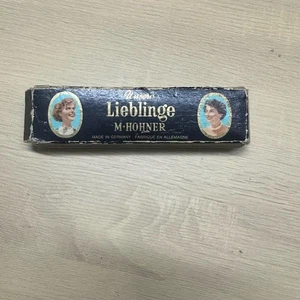 Unsere
Lieblinge
M·HOHNER
MADE IN GERMANY · FABRIQUÉ EN ALLEMAGNE